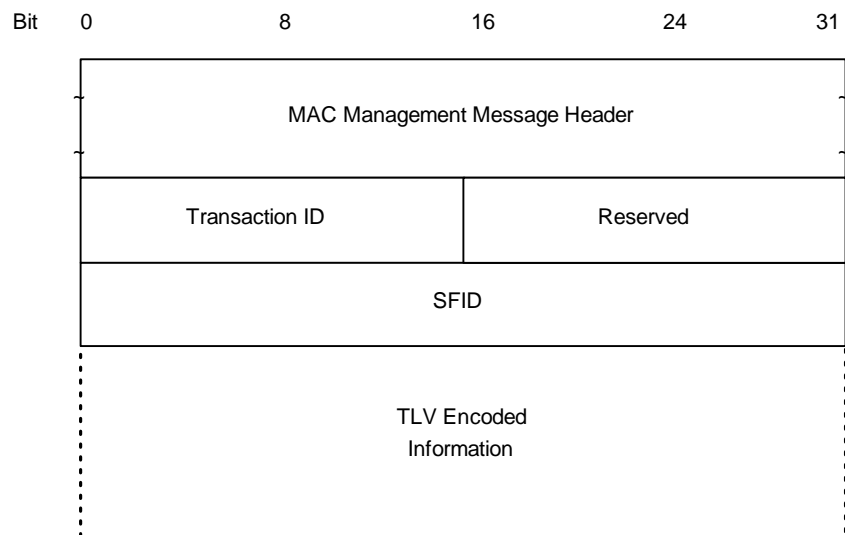 Bit 0 8 16 24 31
MAC Management Message Header
Transaction ID Reserved
SFID
TLV Encoded
Information